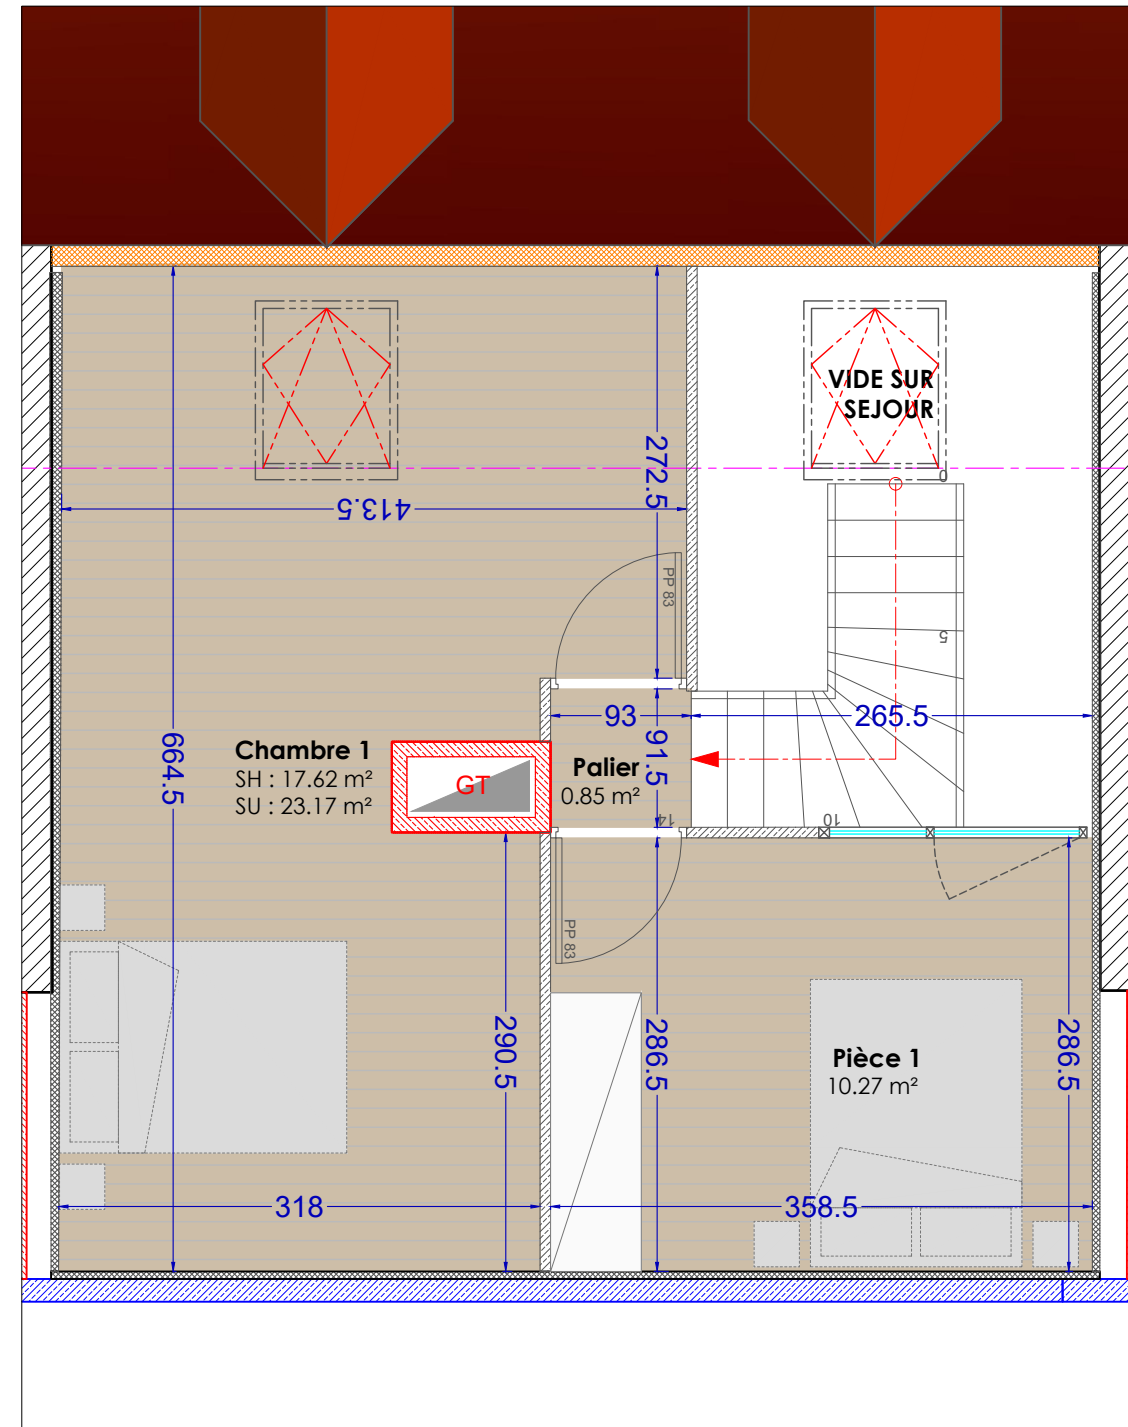 VIDE SUR
SEJOUR
0
272.5
413.5
PP 83
5
93
265.5
Chambre 1
SH : 17.62 m²
SU : 23.17 m²
664.5
GT
91.5
Palier
0.85 m²
14
10
PP 83
290.5
286.5
286.5
Pièce 1
10.27 m²
318
358.5